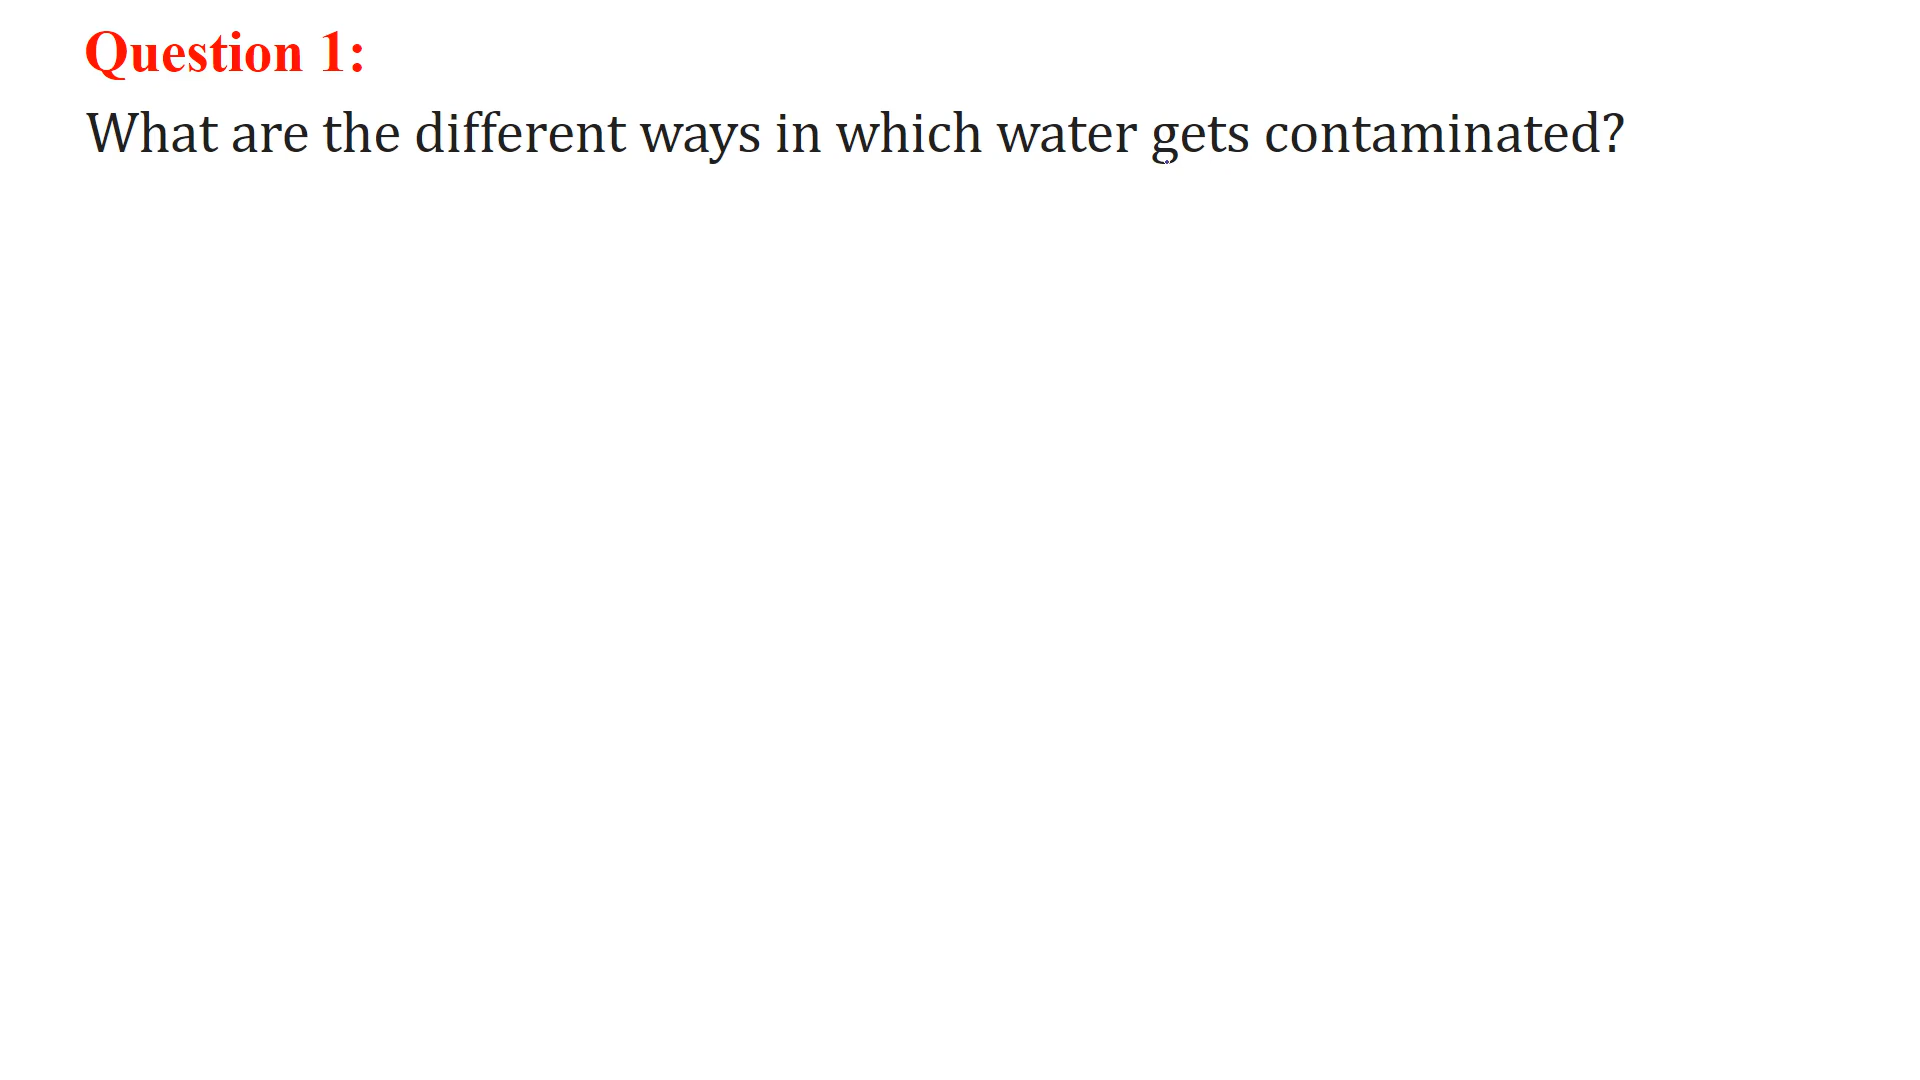 Question 1:
What are the different ways in which water gets contaminated?